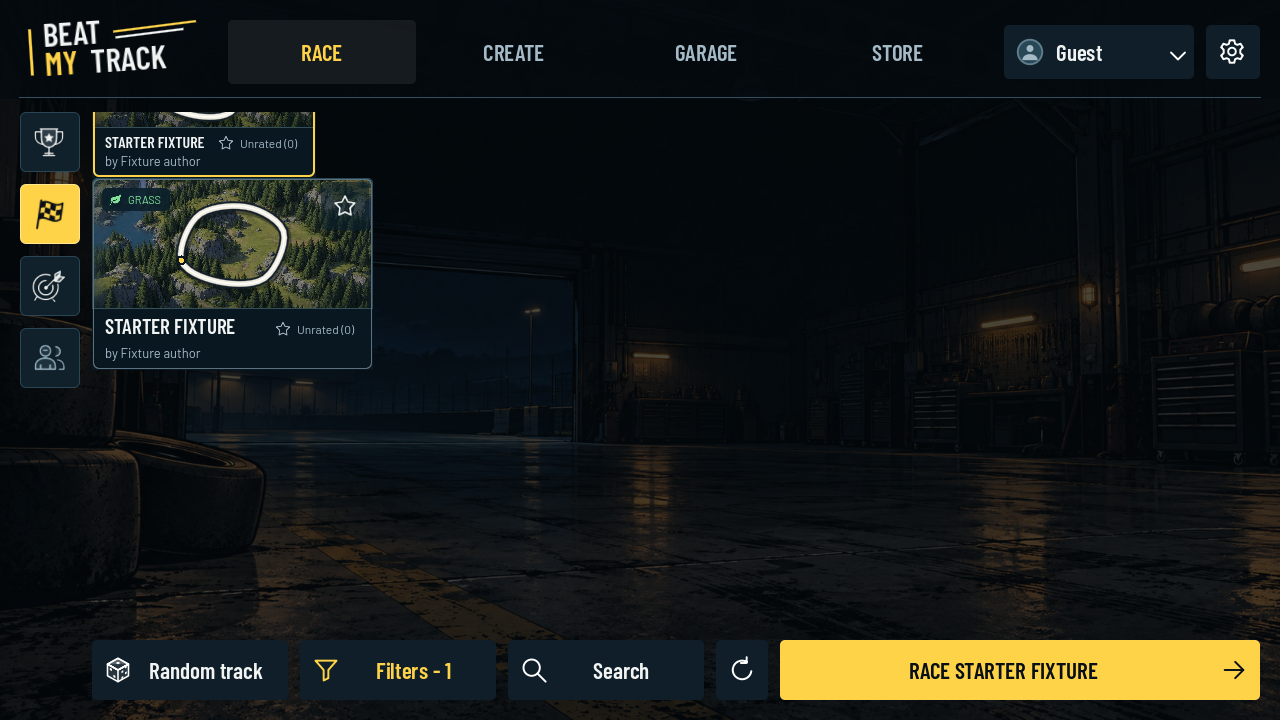 BEAT
MY TRACK
RACE
CREATE
GARAGE
STORE
Guest
STARTER FIXTURE
Unrated (0)
by Fixture author
GRASS
STARTER FIXTURE
Unrated (0)
by Fixture author
Random track
Filters - 1
Search
RACE STARTER FIXTURE